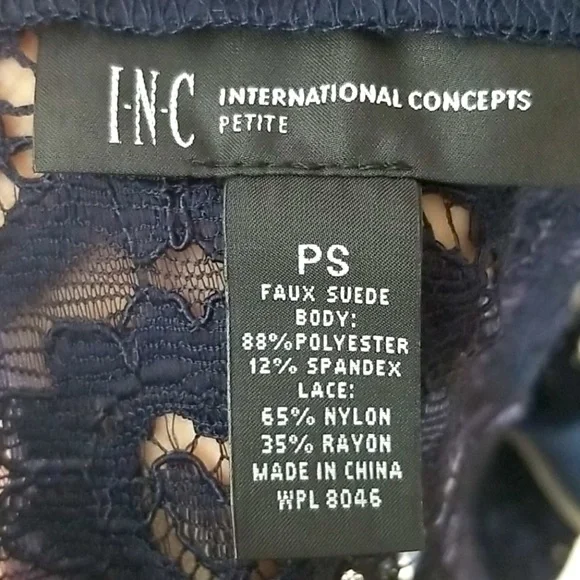 I-N-C INTERNATIONAL CONCEPTS
PETITE
PS
FAUX SUEDE
BODY:
88%POLYESTER
12% SPANDEX
LACE:
65% NYLON
35% RAYON
MADE IN CHINA
WPL 8046